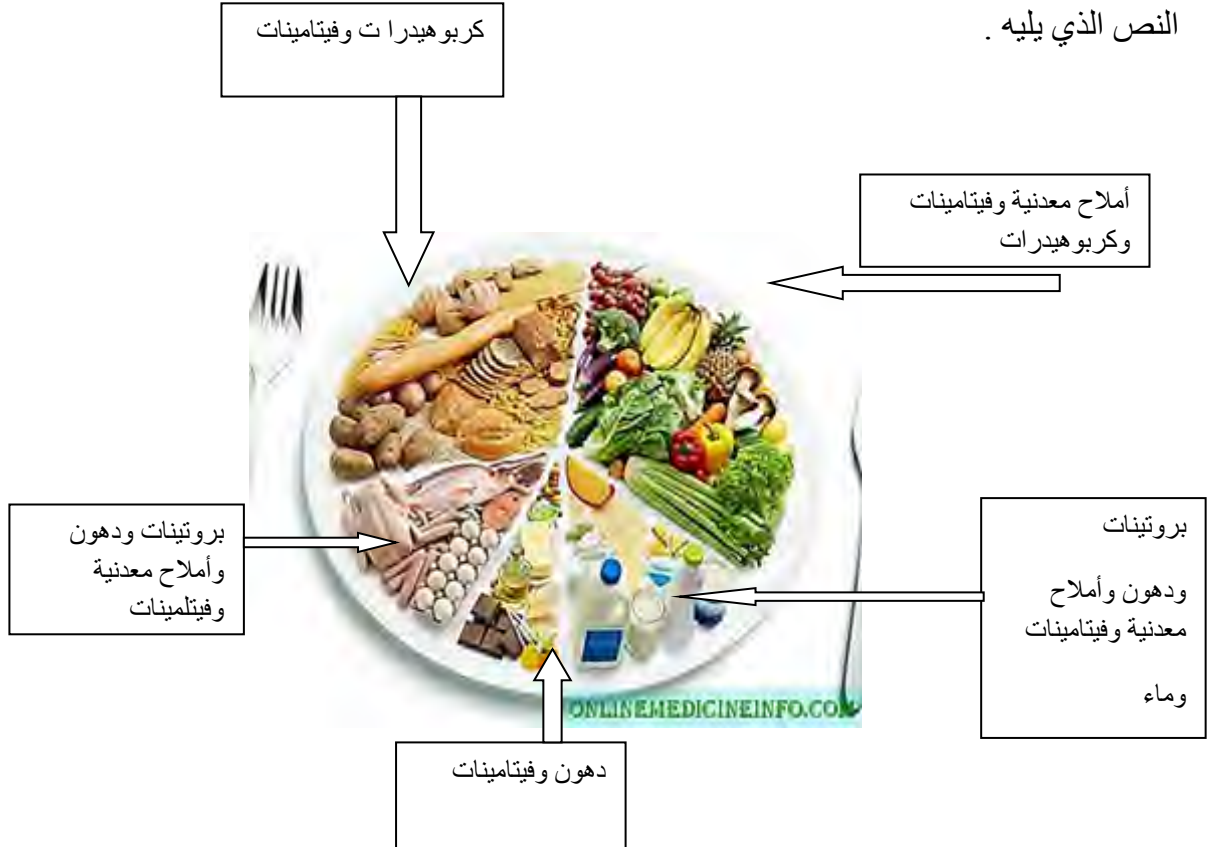 النص الذي يليه .
كربوهيدرا ت وفيتامينات
أملاح معدنية وفيتامينات
وكربوهيدرات
بروتينات ودهون
وأملاح معدنية
وفيتلمينات
بروتينات
ودهون وأملاح
معدنية وفيتامينات
وماء
ONLINEMEDICINEINFO.COM
دهون وفيتامينات